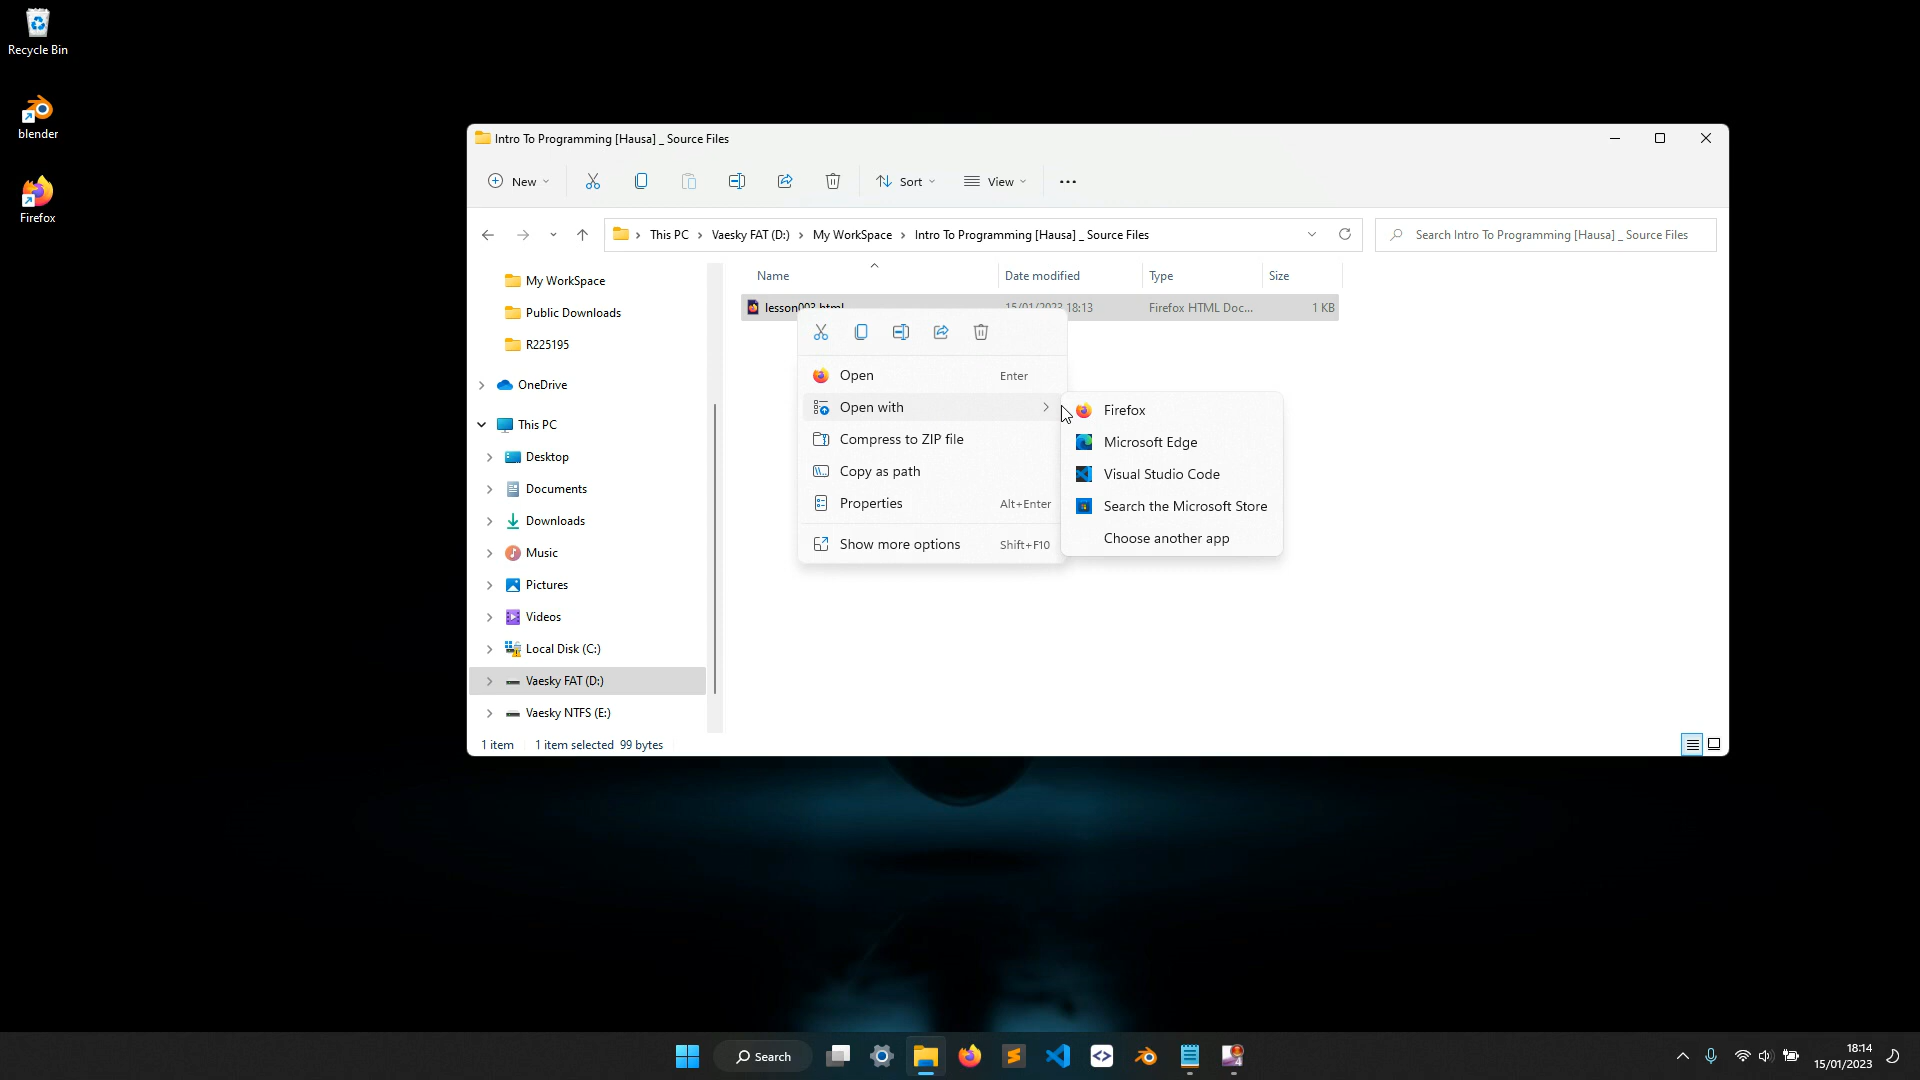 Recycle Bin
blender
Firefox
Intro To Programming [Hausa] _ Source Files
New
Sort
View
This PC
Vaesky FAT (D:)
My WorkSpace
Intro To Programming [Hausa] _ Source Files
Search Intro To Programming [Hausa] _ Source Files
My WorkSpace
Public Downloads
R225195
OneDrive
This PC
Desktop
Documents
Downloads
Music
Pictures
Videos
Local Disk (C:)
Vaesky FAT (D:)
Vaesky NTFS (E:)
Name
Date modified
Type
Size
lesson003.html
15/01/2023 18:13
Firefox HTML Doc...
1 KB
Open
Enter
Open with
Compress to ZIP file
Copy as path
Properties
Alt+Enter
Show more options
Shift+F10
Firefox
Microsoft Edge
Visual Studio Code
Search the Microsoft Store
Choose another app
1 item
1 item selected 99 bytes
Search
18:14
15/01/2023